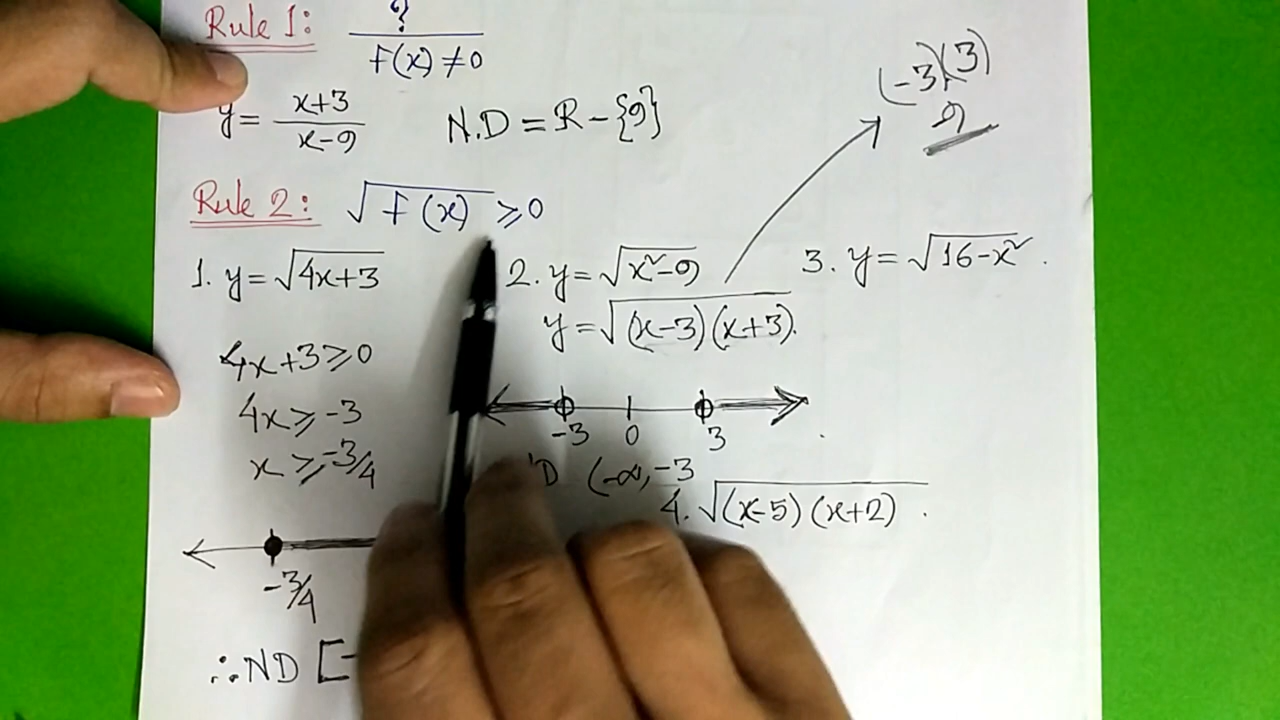 Rule 1: ?/F(x)≠0
y = x+3/x-9 N.D = R-{9}
(-3)(3)
9
Rule 2: √F(x) ≥0
1. y=√4x+3 2. y=√x²-9 3. y=√16-x² .
y=√(x-3)(x+3).
4x+3≥0
4x≥-3
x≥-3/4
-3 0 3
D (-∞,-3
4. √(x-5)(x+2) .
-3/4
∴ND [-